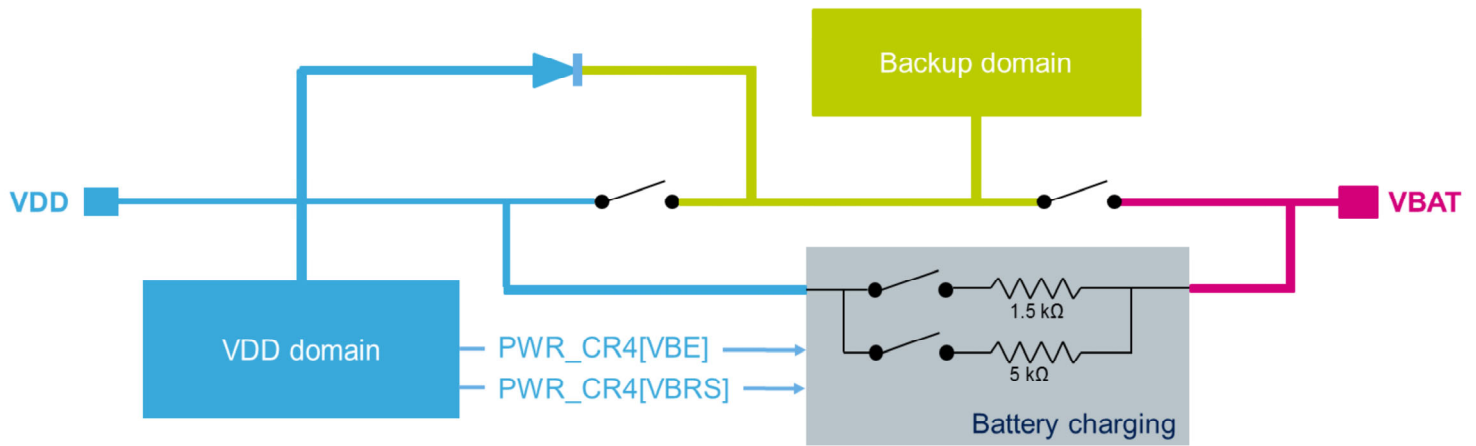 Backup domain
VDD
VBAT
1.5 kΩ
VDD domain
PWR_CR4[VBE]
5 kΩ
PWR_CR4[VBRS]
Battery charging